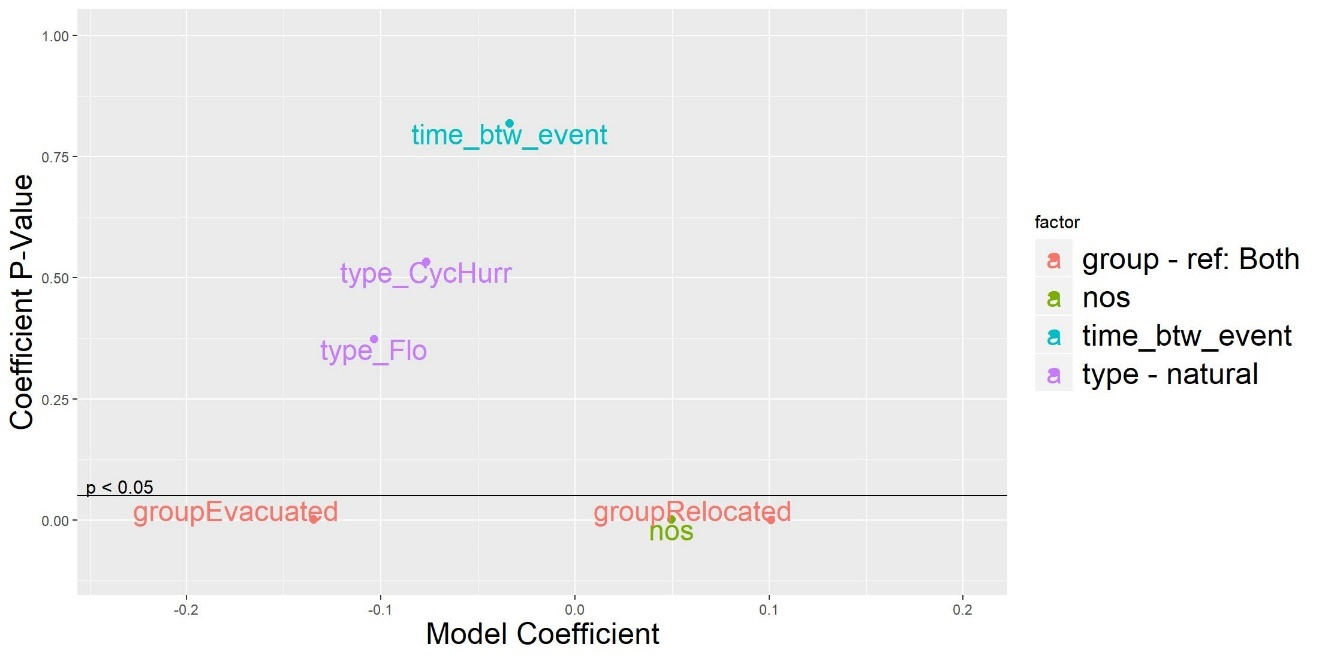 1.00
0.75
0.50
0.25
0.00
Coefficient P-Value
time_btw_event
type_CycHurr
type_Flo
p < 0.05
groupEvacuated
groupRelocated
nos
-0.2
-0.1
0.0
0.1
0.2
Model Coefficient
factor
a group - ref: Both
a nos
a time_btw_event
a type - natural